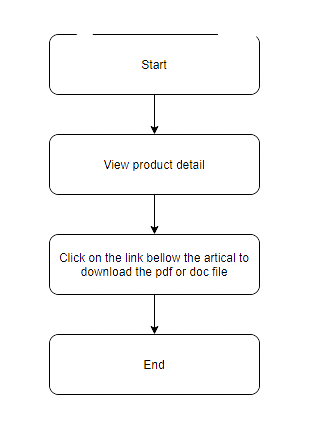 Start
View product detail
Click on the link bellow the artical to
download the pdf or doc file
End